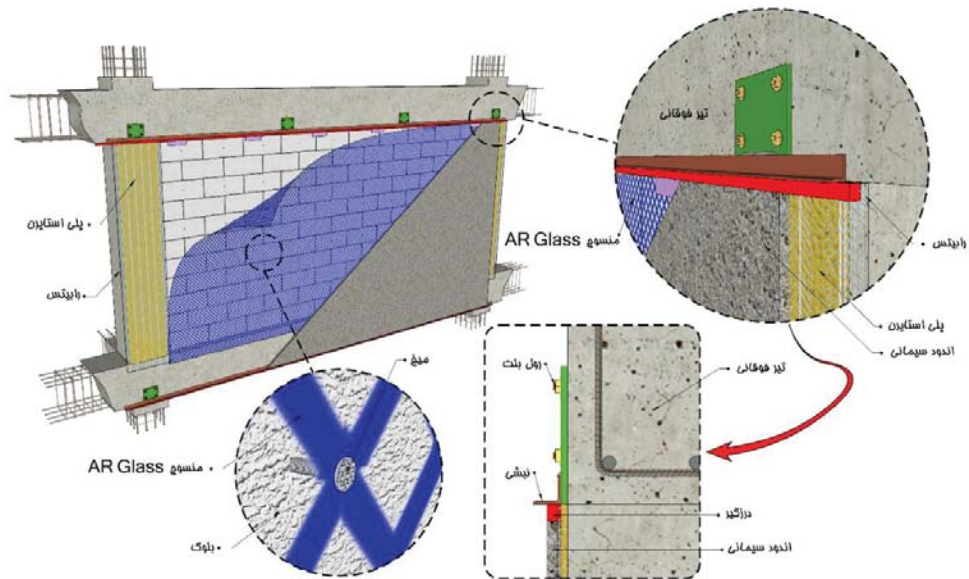 پلی استایرن
رابیتس
میخ
منسوج AR Glass
بلوک
تیر فوقانی
منسوج AR Glass
رابیتس
پلی استایرن
اندود سیمانی
رول بلت
تیر فوقانی
نبشی
درزگیر
اندود سیمانی